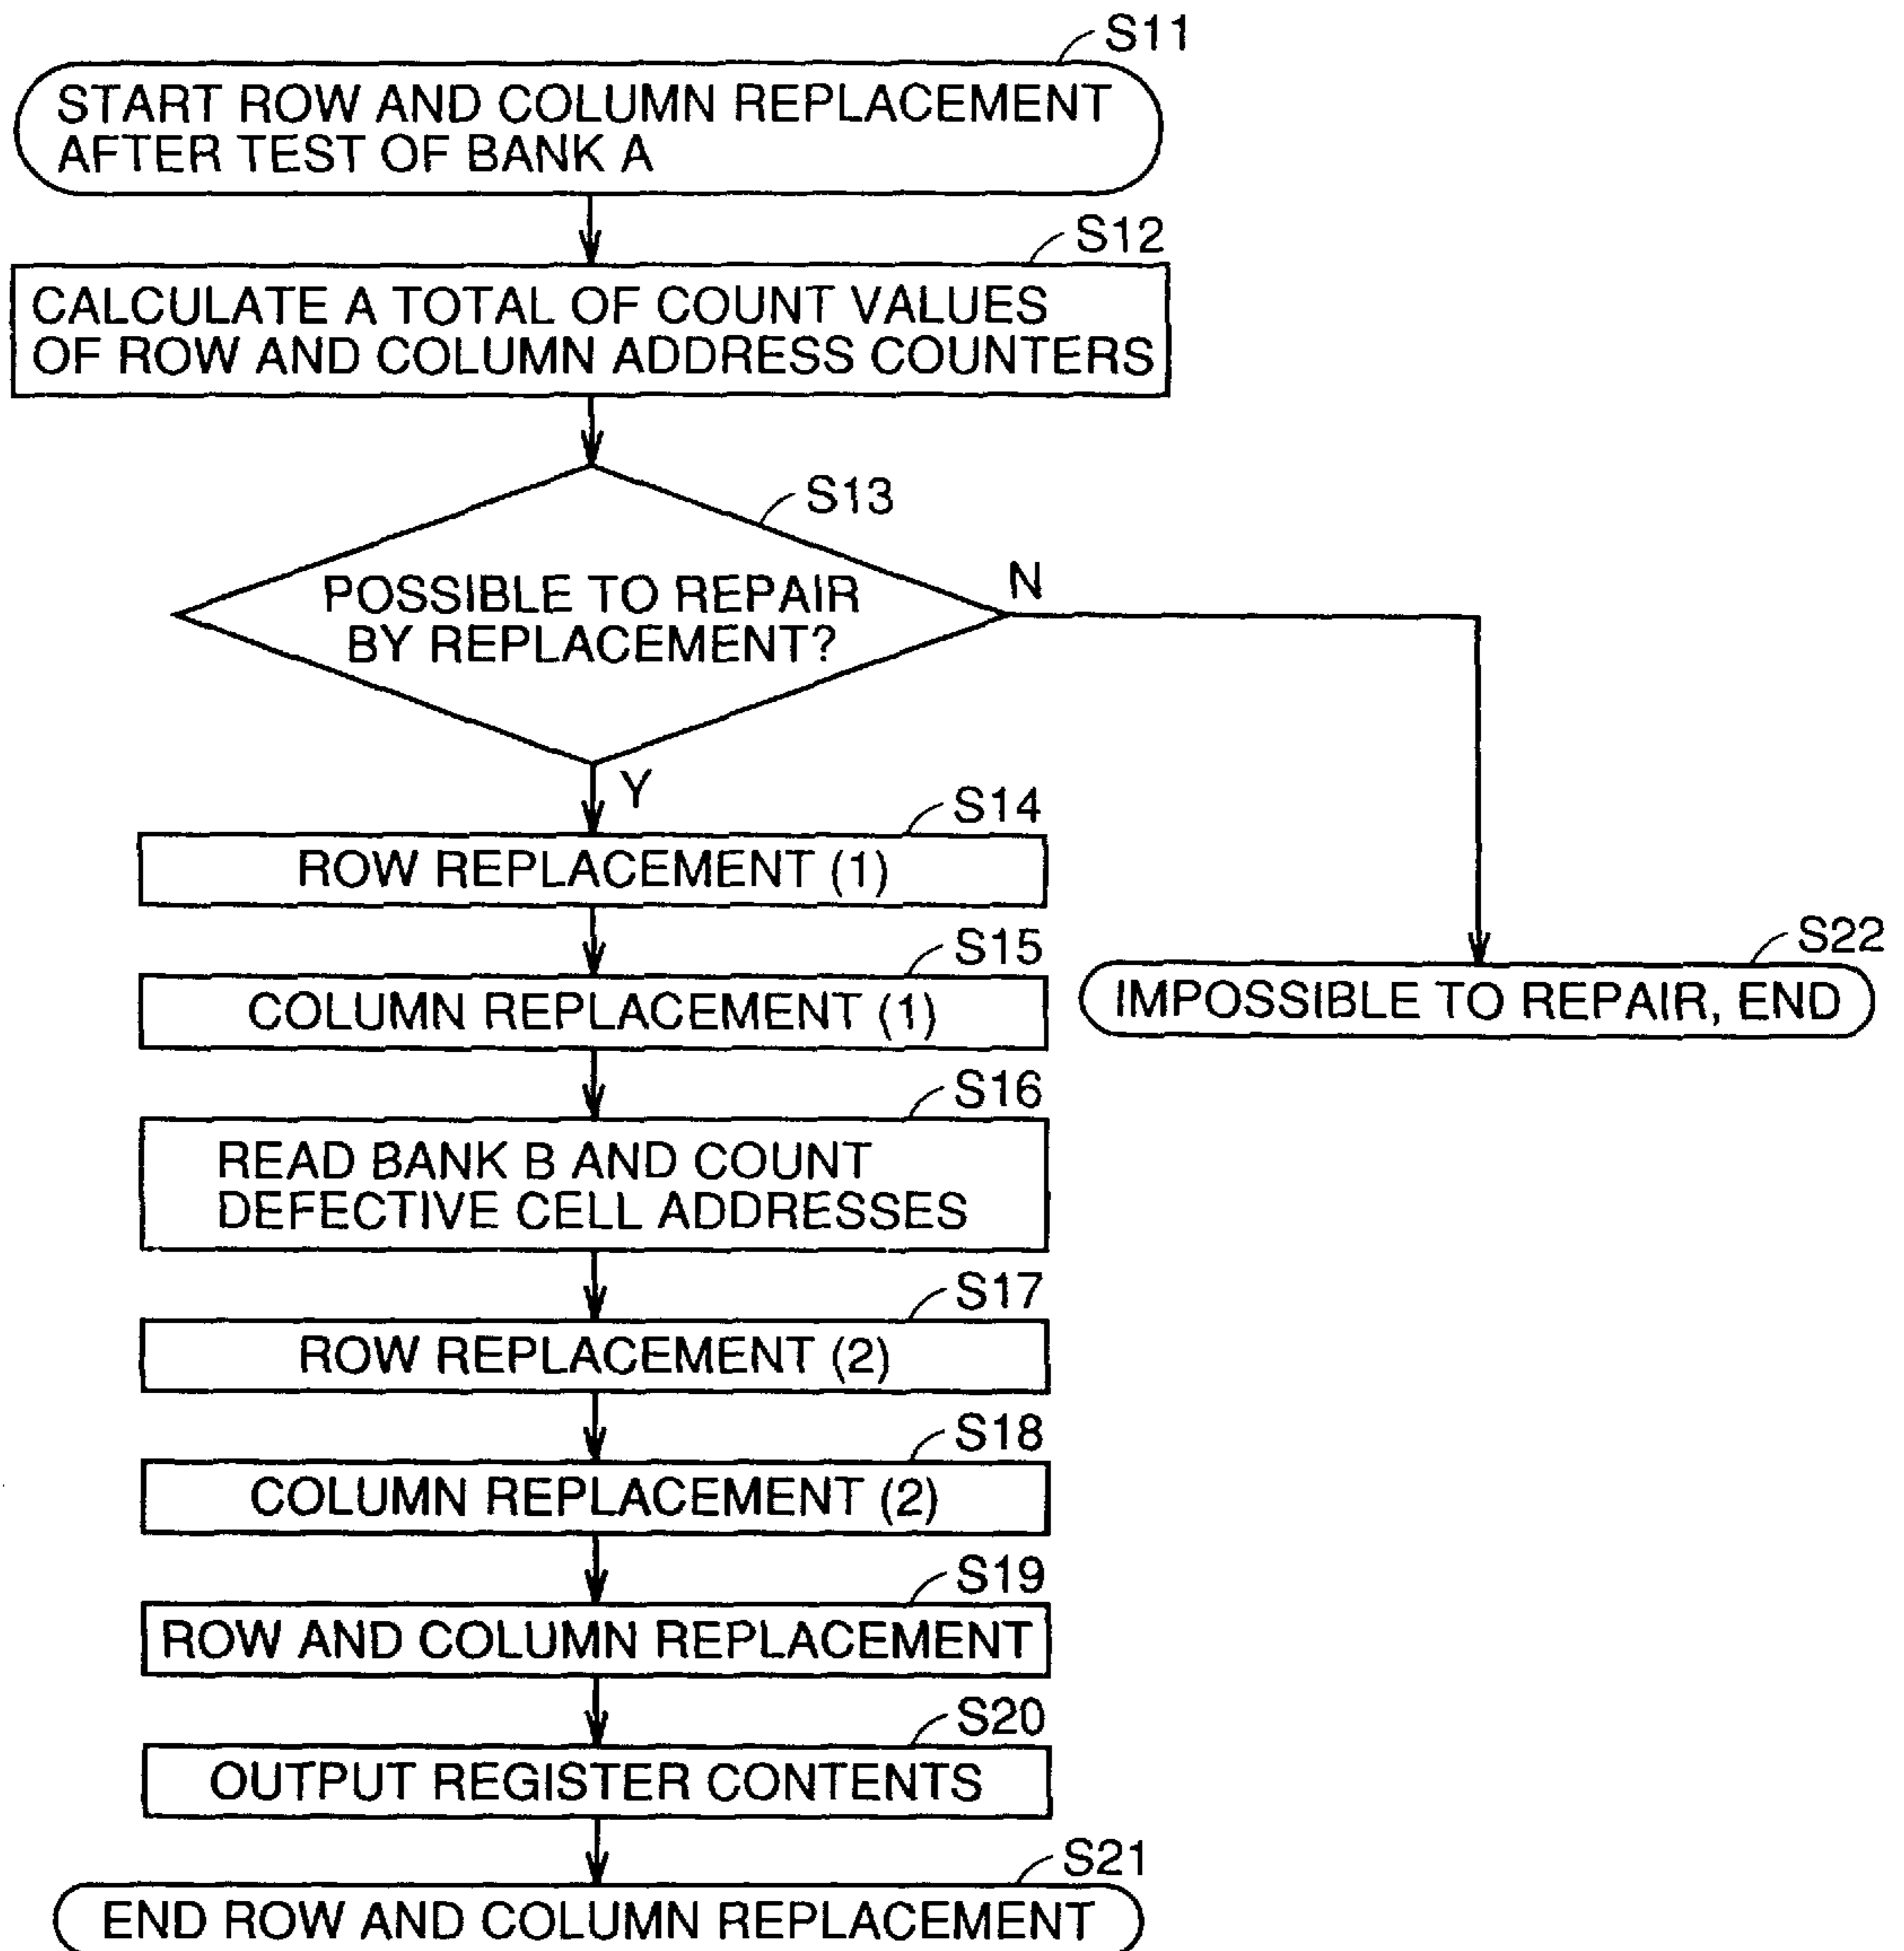 S11
START ROW AND COLUMN REPLACEMENT
AFTER TEST OF BANK A
S12
CALCULATE A TOTAL OF COUNT VALUES
OF ROW AND COLUMN ADDRESS COUNTERS
S13
POSSIBLE TO REPAIR
BY REPLACEMENT?
N
Y
S14
ROW REPLACEMENT (1)
S15
COLUMN REPLACEMENT (1)
S22
IMPOSSIBLE TO REPAIR, END
S16
READ BANK B AND COUNT
DEFECTIVE CELL ADDRESSES
S17
ROW REPLACEMENT (2)
S18
COLUMN REPLACEMENT (2)
S19
ROW AND COLUMN REPLACEMENT
S20
OUTPUT REGISTER CONTENTS
S21
END ROW AND COLUMN REPLACEMENT